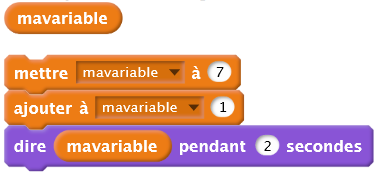 mavariable
mettre mavariable à 7
ajouter à mavariable 1
dire mavariable pendant 2 secondes